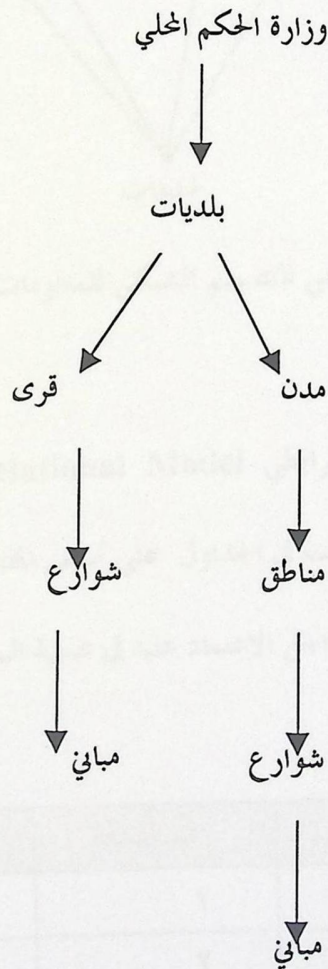 وزارة الحكم المحلي
بلديات
مدن
قرى
مناطق
شوارع
شوارع
مباني
مباني